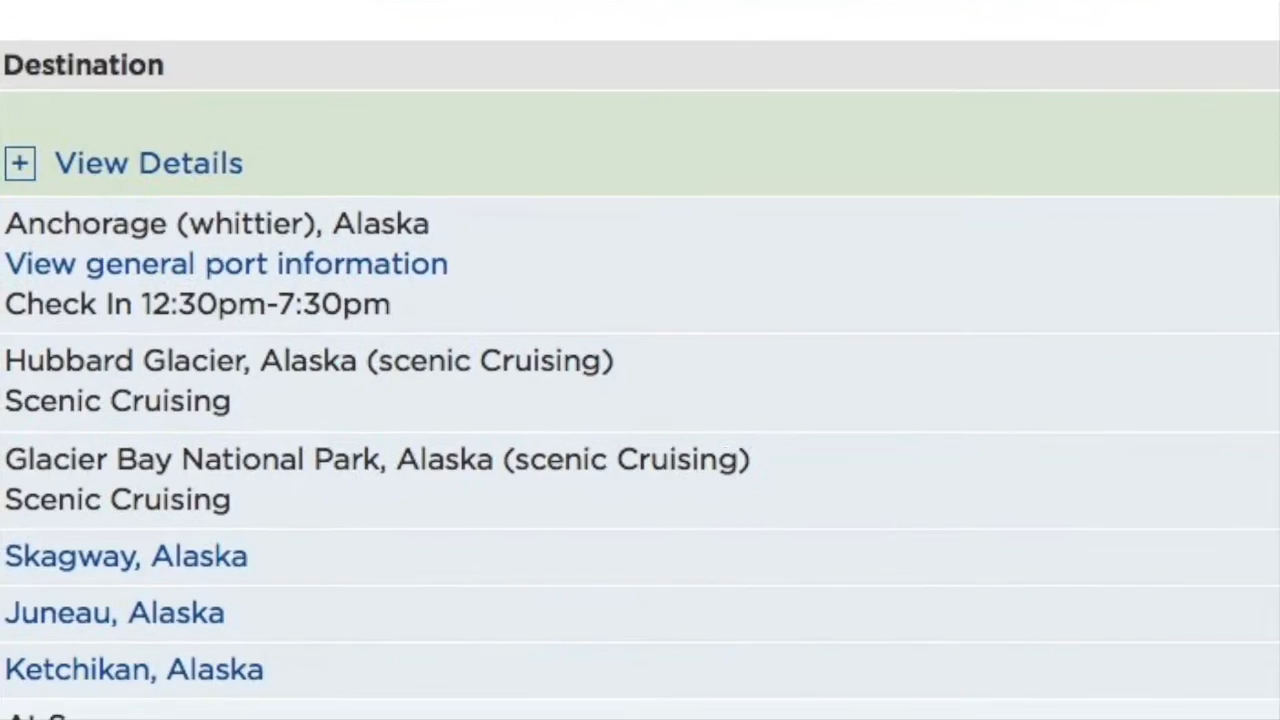 Destination
+ View Details
Anchorage (whittier), Alaska
View general port information
Check In 12:30pm-7:30pm
Hubbard Glacier, Alaska (scenic Cruising)
Scenic Cruising
Glacier Bay National Park, Alaska (scenic Cruising)
Scenic Cruising
Skagway, Alaska
Juneau, Alaska
Ketchikan, Alaska